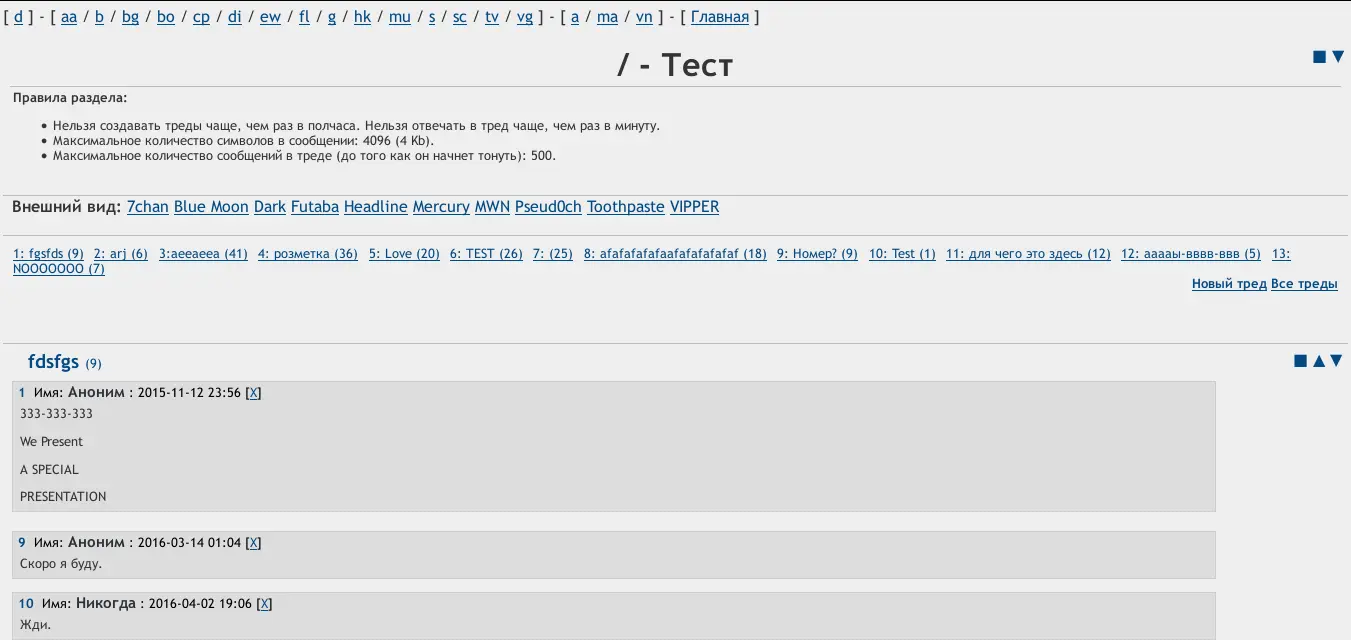 [ d ] - [ aa / b / bg / bo / cp / di / ew / fl / g / hk / mu / s / sc / tv / vg ] - [ a / ma / vn ] - [ Главная ]
/ - Тест
Правила раздела:
Нельзя создавать треды чаще, чем раз в полчаса. Нельзя отвечать в тред чаще, чем раз в минуту.
Максимальное количество символов в сообщении: 4096 (4 Kb).
Максимальное количество сообщений в треде (до того как он начнет тонуть): 500.
Внешний вид: 7chan Blue Moon Dark Futaba Headline Mercury MWN Pseud0ch Toothpaste VIPPER
1: fgsfds (9) 2: arj (6) 3:aeeaeea (41) 4: розметка (36) 5: Love (20) 6: TEST (26) 7: (25) 8: afafafafafaafafafafafaf (18) 9: Номер? (9) 10: Test (1) 11: для чего это здесь (12) 12: ааааы-вввв-ввв (5) 13:
NOOOOOOO (7)
Новый тред Все треды
fdsfgs (9)
1 Имя: Аноним : 2015-11-12 23:56 [X]
333-333-333
We Present
A SPECIAL
PRESENTATION
9 Имя: Аноним : 2016-03-14 01:04 [X]
Скоро я буду.
10 Имя: Никогда : 2016-04-02 19:06 [X]
Жди.